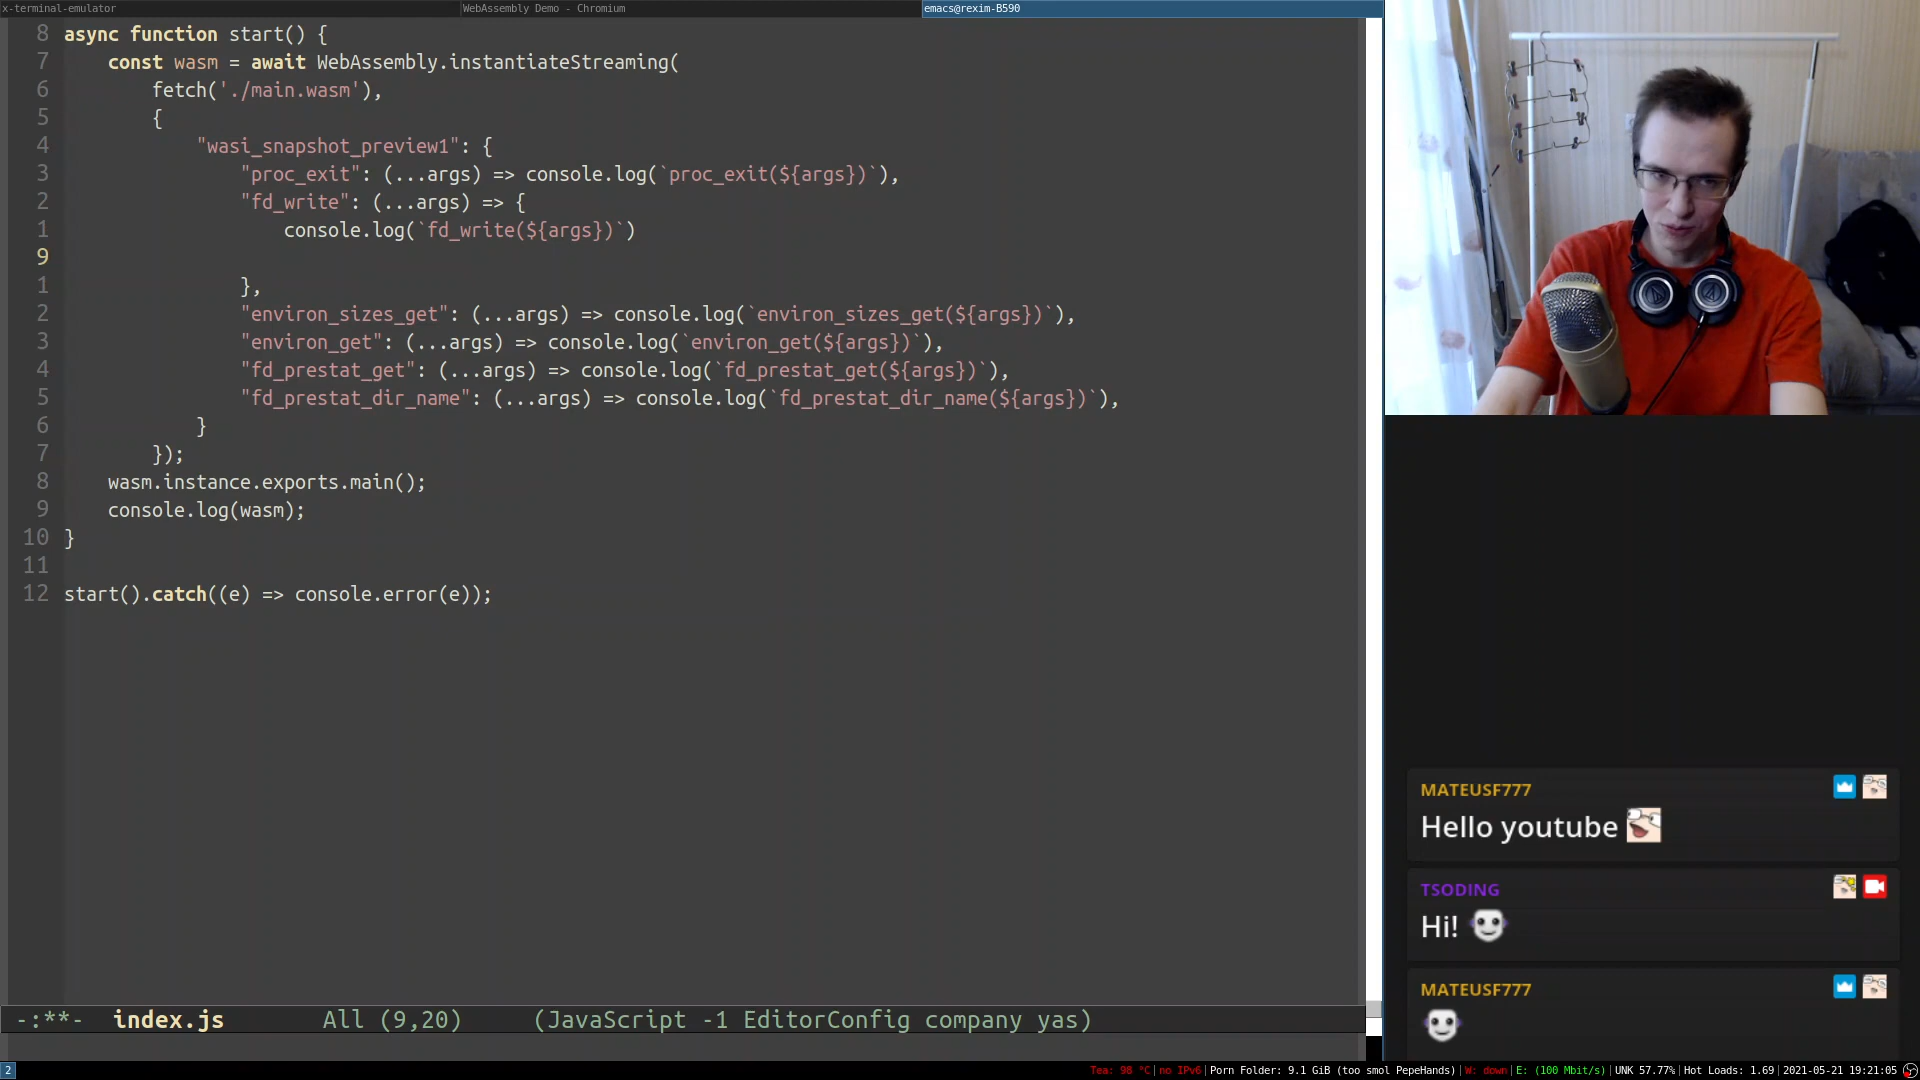 x-terminal-emulator
WebAssembly Demo - Chromium
emacs@rexim-B590
8 async function start() {
7     const wasm = await WebAssembly.instantiateStreaming(
6         fetch('./main.wasm'),
5         {
4             "wasi_snapshot_preview1": {
3                 "proc_exit": (...args) => console.log(`proc_exit(${args})`),
2                 "fd_write": (...args) => {
1                     console.log(`fd_write(${args})`)
9
1                 },
2                 "environ_sizes_get": (...args) => console.log(`environ_sizes_get(${args})`),
3                 "environ_get": (...args) => console.log(`environ_get(${args})`),
4                 "fd_prestat_get": (...args) => console.log(`fd_prestat_get(${args})`),
5                 "fd_prestat_dir_name": (...args) => console.log(`fd_prestat_dir_name(${args})`),
6             }
7         });
8     wasm.instance.exports.main();
9     console.log(wasm);
10 }
11
12 start().catch((e) => console.error(e));
-:**-  index.js         All (9,20)      (JavaScript -1 EditorConfig company yas)
MATEUSF777
Hello youtube
TSODING
Hi!
MATEUSF777
2
Tea: 98 °C|no IPv6|Porn Folder: 9.1 GiB (too smol PepeHands)|W: down|E: (100 Mbit/s)|UNK 57.77%|Hot Loads: 1.69|2021-05-21 19:21:05